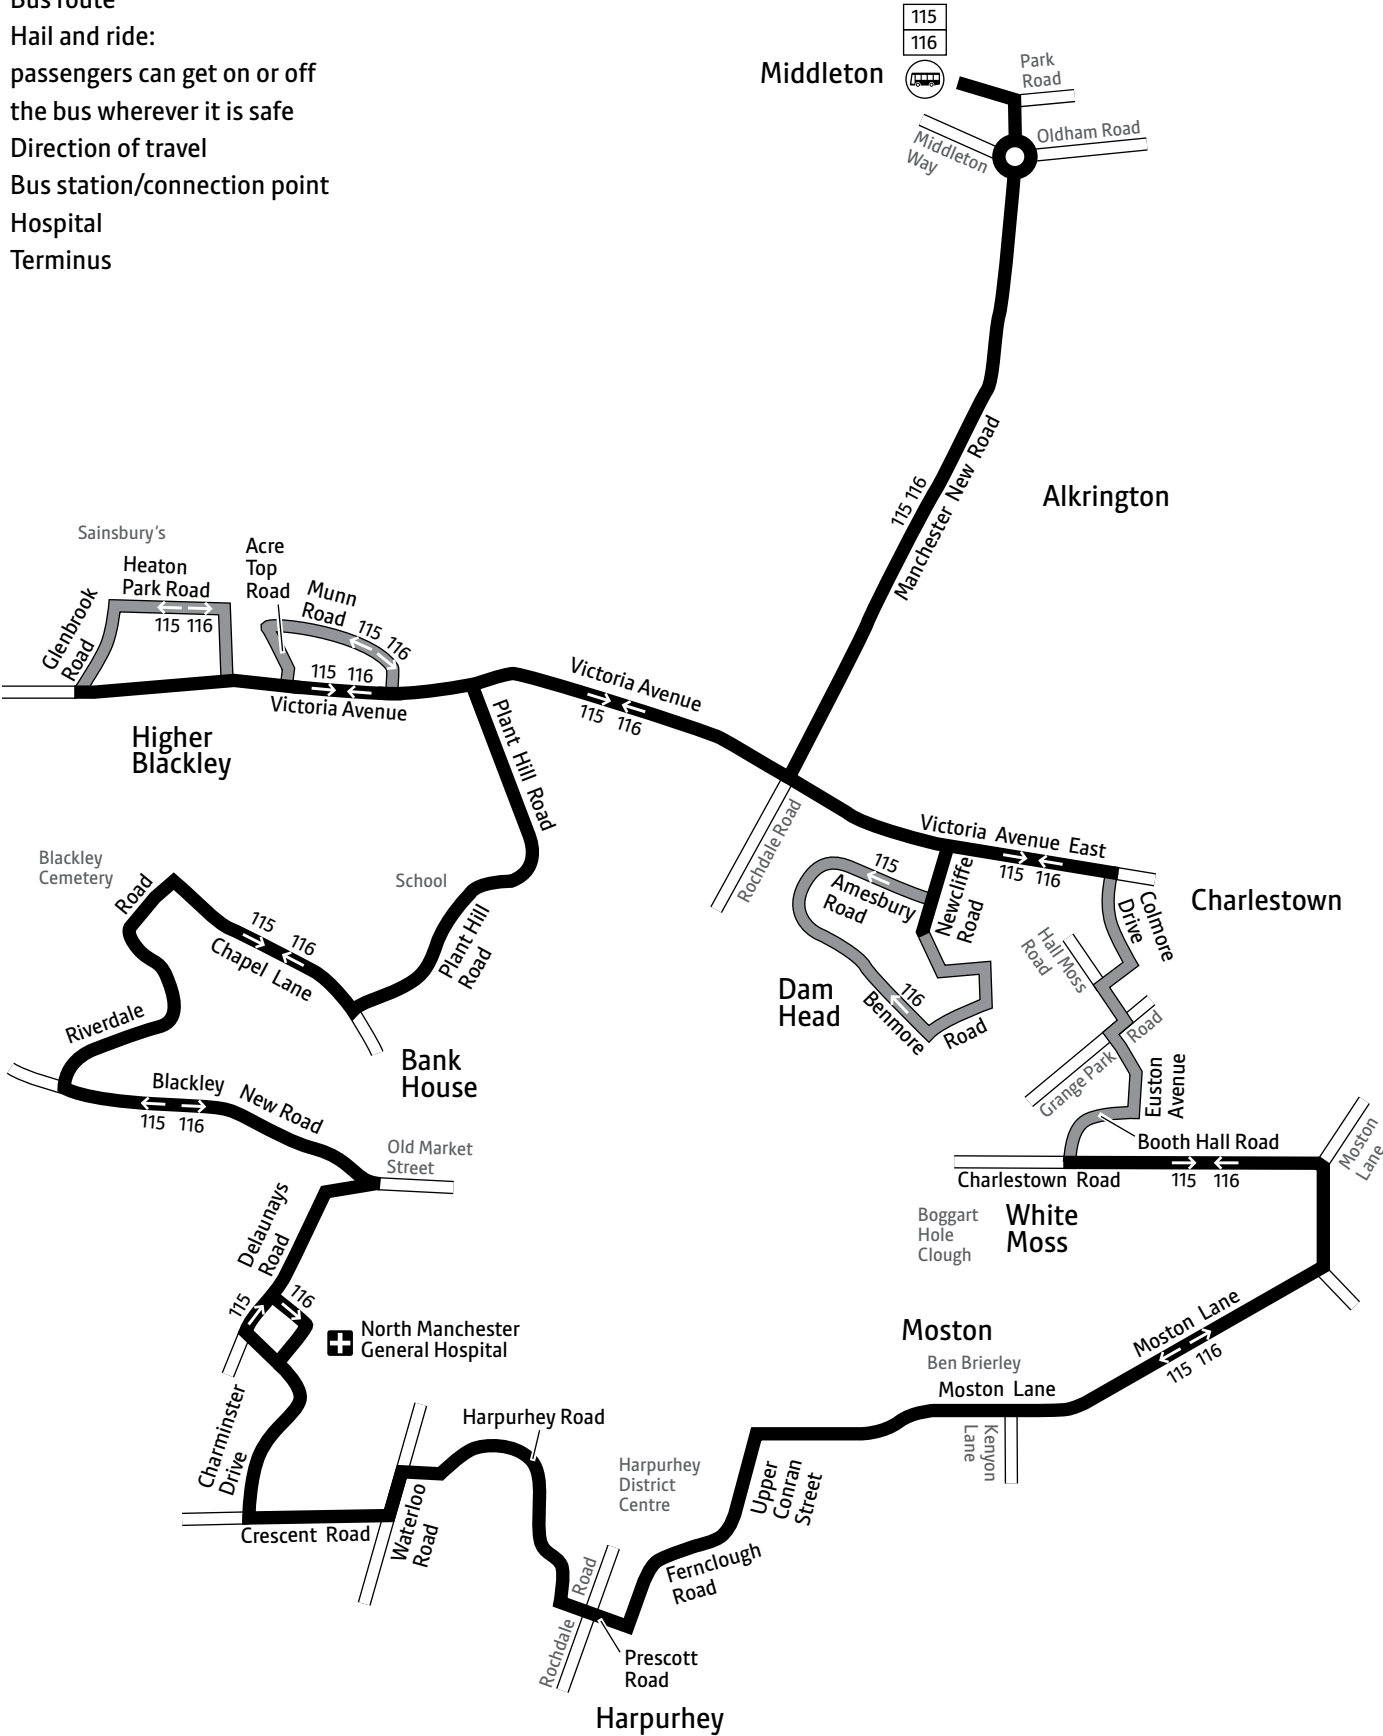 Bus route
Hail and ride:
passengers can get on or off
the bus wherever it is safe
Direction of travel
Bus station/connection point
Hospital
Terminus
115
116
Middleton
Park
Road
Middleton
Way
Oldham Road
115 116
Manchester New Road
Alkrington
Sainsbury's
Heaton
Park Road
115 116
Glenbrook
Road
Acre
Top
Road
Munn
Road
115
116
115 116
Victoria Avenue
Victoria Avenue
115 116
Higher
Blackley
Plant Hill Road
Rochdale Road
Victoria Avenue East
115 116
115
Amesbury
Road
Newcliffe
Road
Colmore
Drive
Charlestown
Hall Moss
Road
Blackley
Cemetery
School
Road
115
116
Chapel Lane
Plant Hill
Road
Dam
Head
116
Benmore
Road
Grange Park
Road
Riverdale
Bank
House
Euston
Avenue
Blackley
New Road
115 116
Booth Hall Road
Moston
Lane
Old Market
Street
Charlestown Road
115 116
Delaunays
Road
Boggart
Hole
Clough
White
Moss
115
116
North Manchester
General Hospital
Moston
Moston Lane
115 116
Ben Brierley
Moston Lane
Kenyon
Lane
Charminster
Drive
Harpurhey Road
Harpurhey
District
Centre
Upper
Conran
Street
Crescent Road
Waterloo
Road
Fernclough
Road
Road
Rochdale
Prescott
Road
Harpurhey